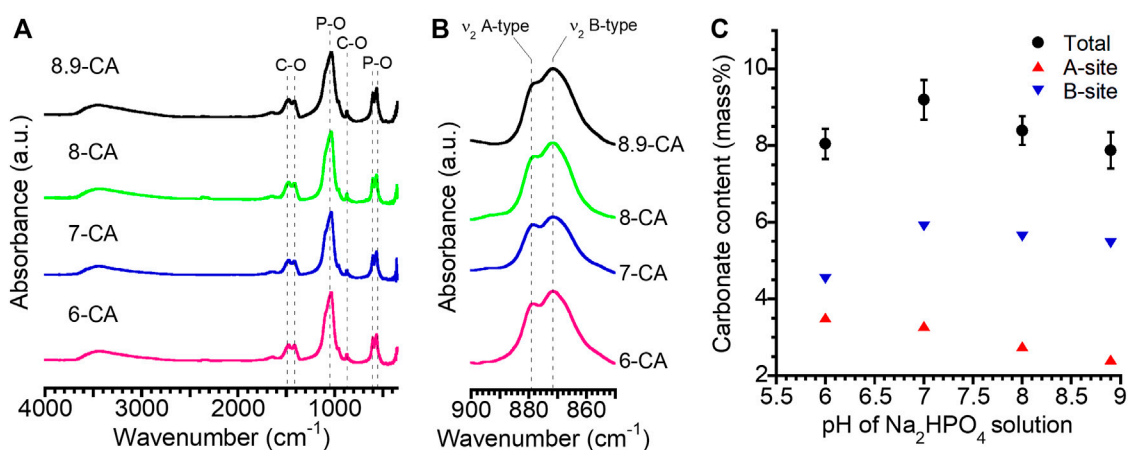 A
8.9-CA
8-CA
7-CA
6-CA
C-O
P-O
C-O
P-O
Absorbance (a.u.)
4000 3000 2000 1000
Wavenumber (cm⁻¹)
B
ν₂ A-type
ν₂ B-type
8.9-CA
8-CA
7-CA
6-CA
Absorbance (a.u.)
900 880 860
Wavenumber (cm⁻¹)
C
Total
A-site
B-site
Carbonate content (mass%)
10
8
6
4
2
5.5 6 6.5 7 7.5 8 8.5 9
pH of Na₂HPO₄ solution